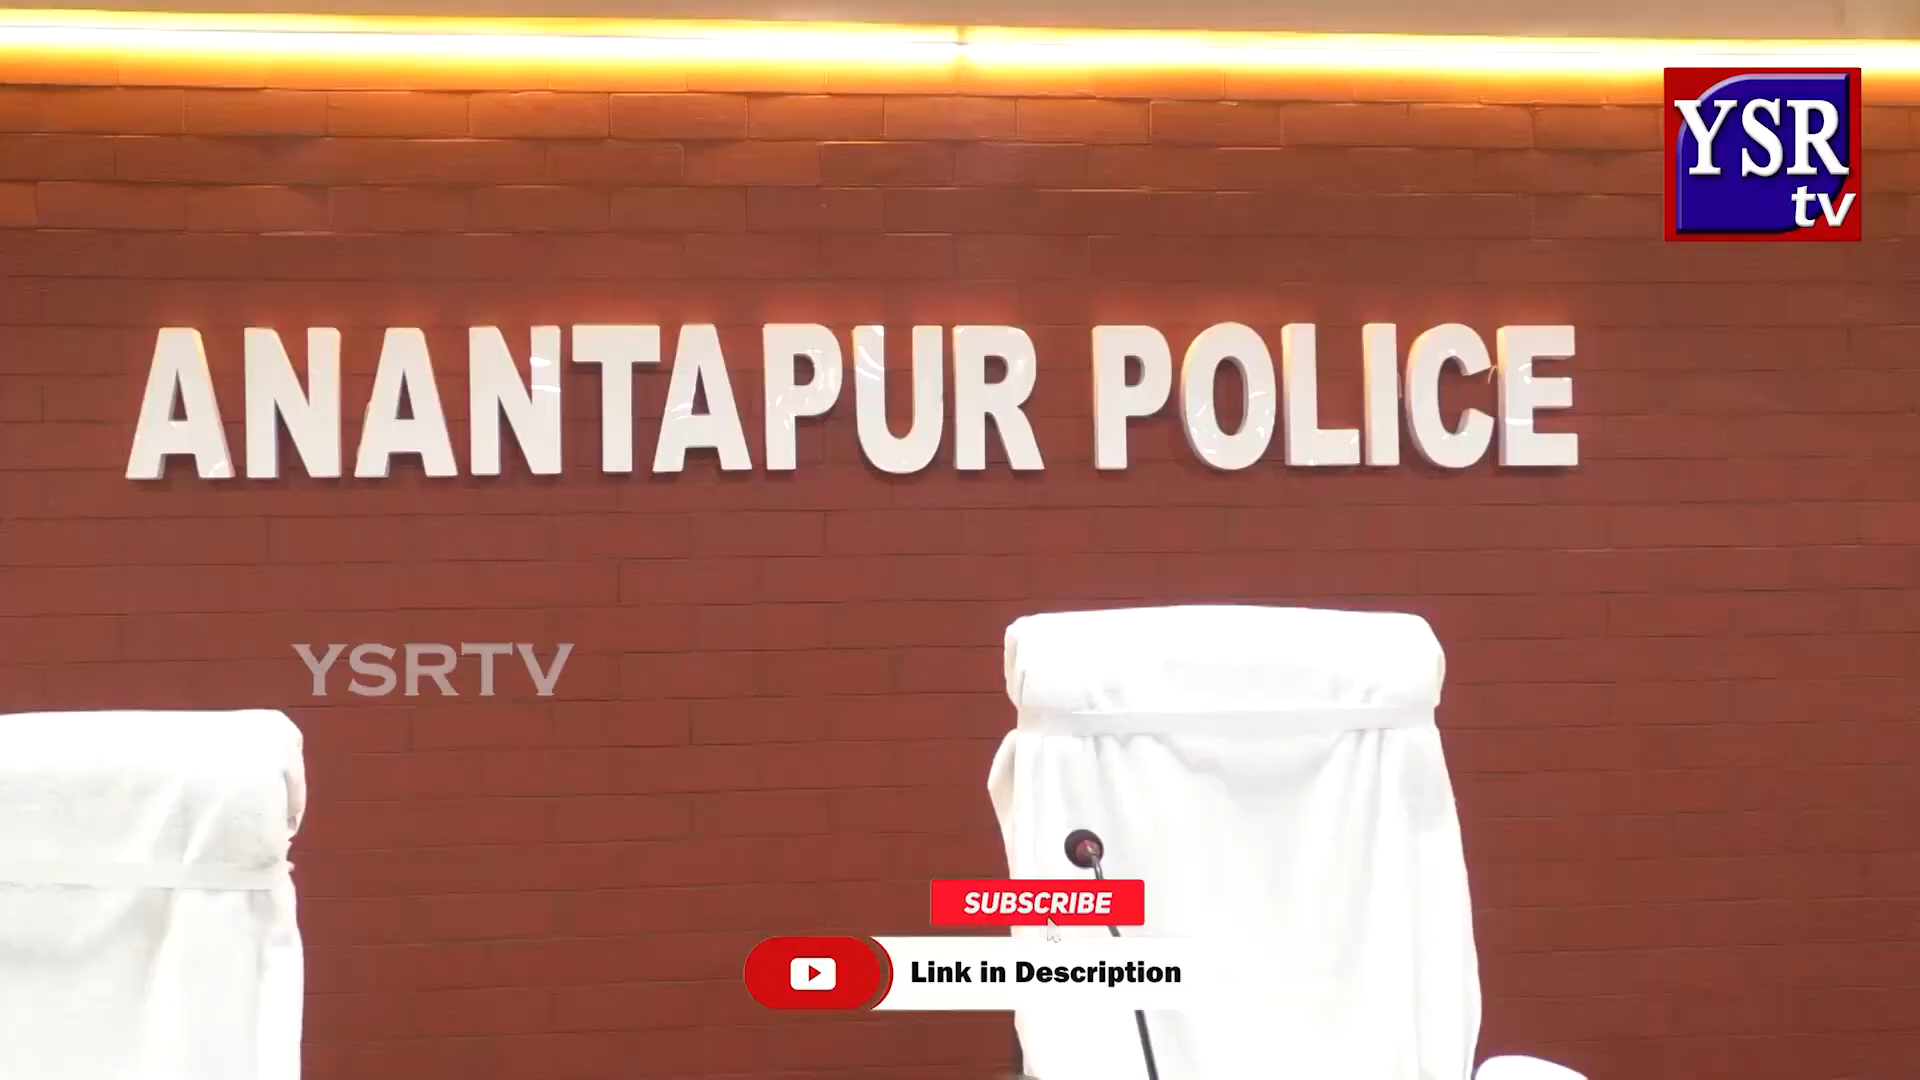 YSR
tv
ANANTAPUR POLICE
YSRTV
SUBSCRIBE
Link in Description